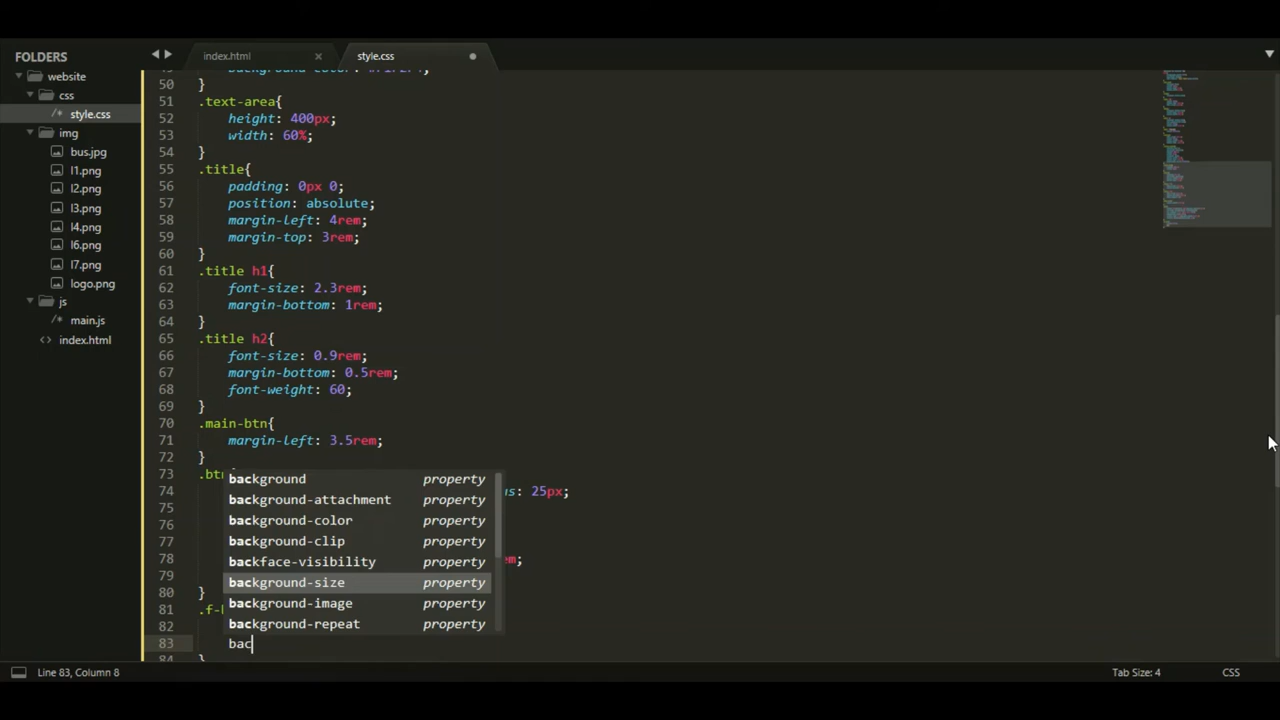 FOLDERS
website
css
/* style.css
img
bus.jpg
l1.png
l2.png
l3.png
l4.png
l6.png
l7.png
logo.png
js
/* main.js
<> index.html
index.html
style.css
50 }
51 .text-area{
52 height: 400px;
53 width: 60%;
54 }
55 .title{
56 padding: 0px 0;
57 position: absolute;
58 margin-left: 4rem;
59 margin-top: 3rem;
60 }
61 .title h1{
62 font-size: 2.3rem;
63 margin-bottom: 1rem;
64 }
65 .title h2{
66 font-size: 0.9rem;
67 margin-bottom: 0.5rem;
68 font-weight: 60;
69 }
70 .main-btn{
71 margin-left: 3.5rem;
72 }
73 .btn
74 us: 25px;
75
76
77
78 em;
79
80 }
81 .f-
82
83 bac
84 }
background property
background-attachment property
background-color property
background-clip property
backface-visibility property
background-size property
background-image property
background-repeat property
Line 83, Column 8
Tab Size: 4
CSS